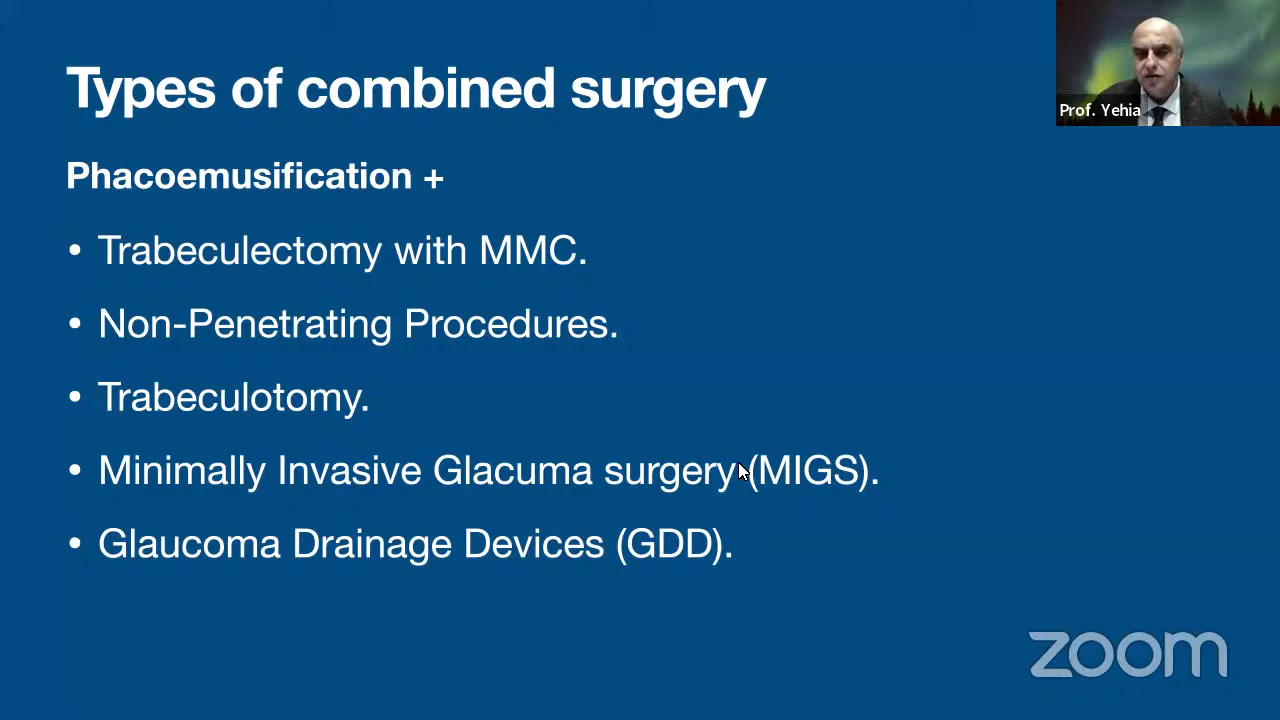 Types of combined surgery
Prof. Yehia
Phacoemusification +
• Trabeculectomy with MMC.
• Non-Penetrating Procedures.
• Trabeculotomy.
• Minimally Invasive Glacuma surgery (MIGS).
• Glaucoma Drainage Devices (GDD).
zoom